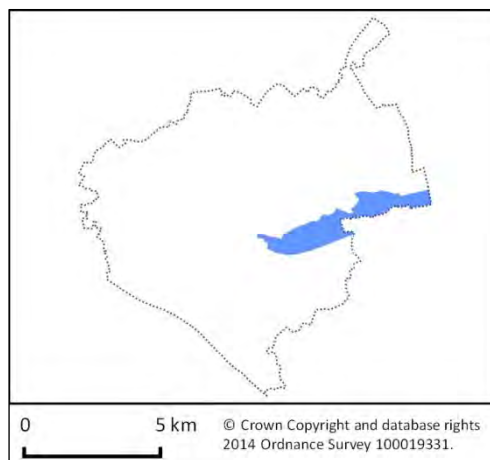 0 5 km
© Crown Copyright and database rights
2014 Ordnance Survey 100019331.